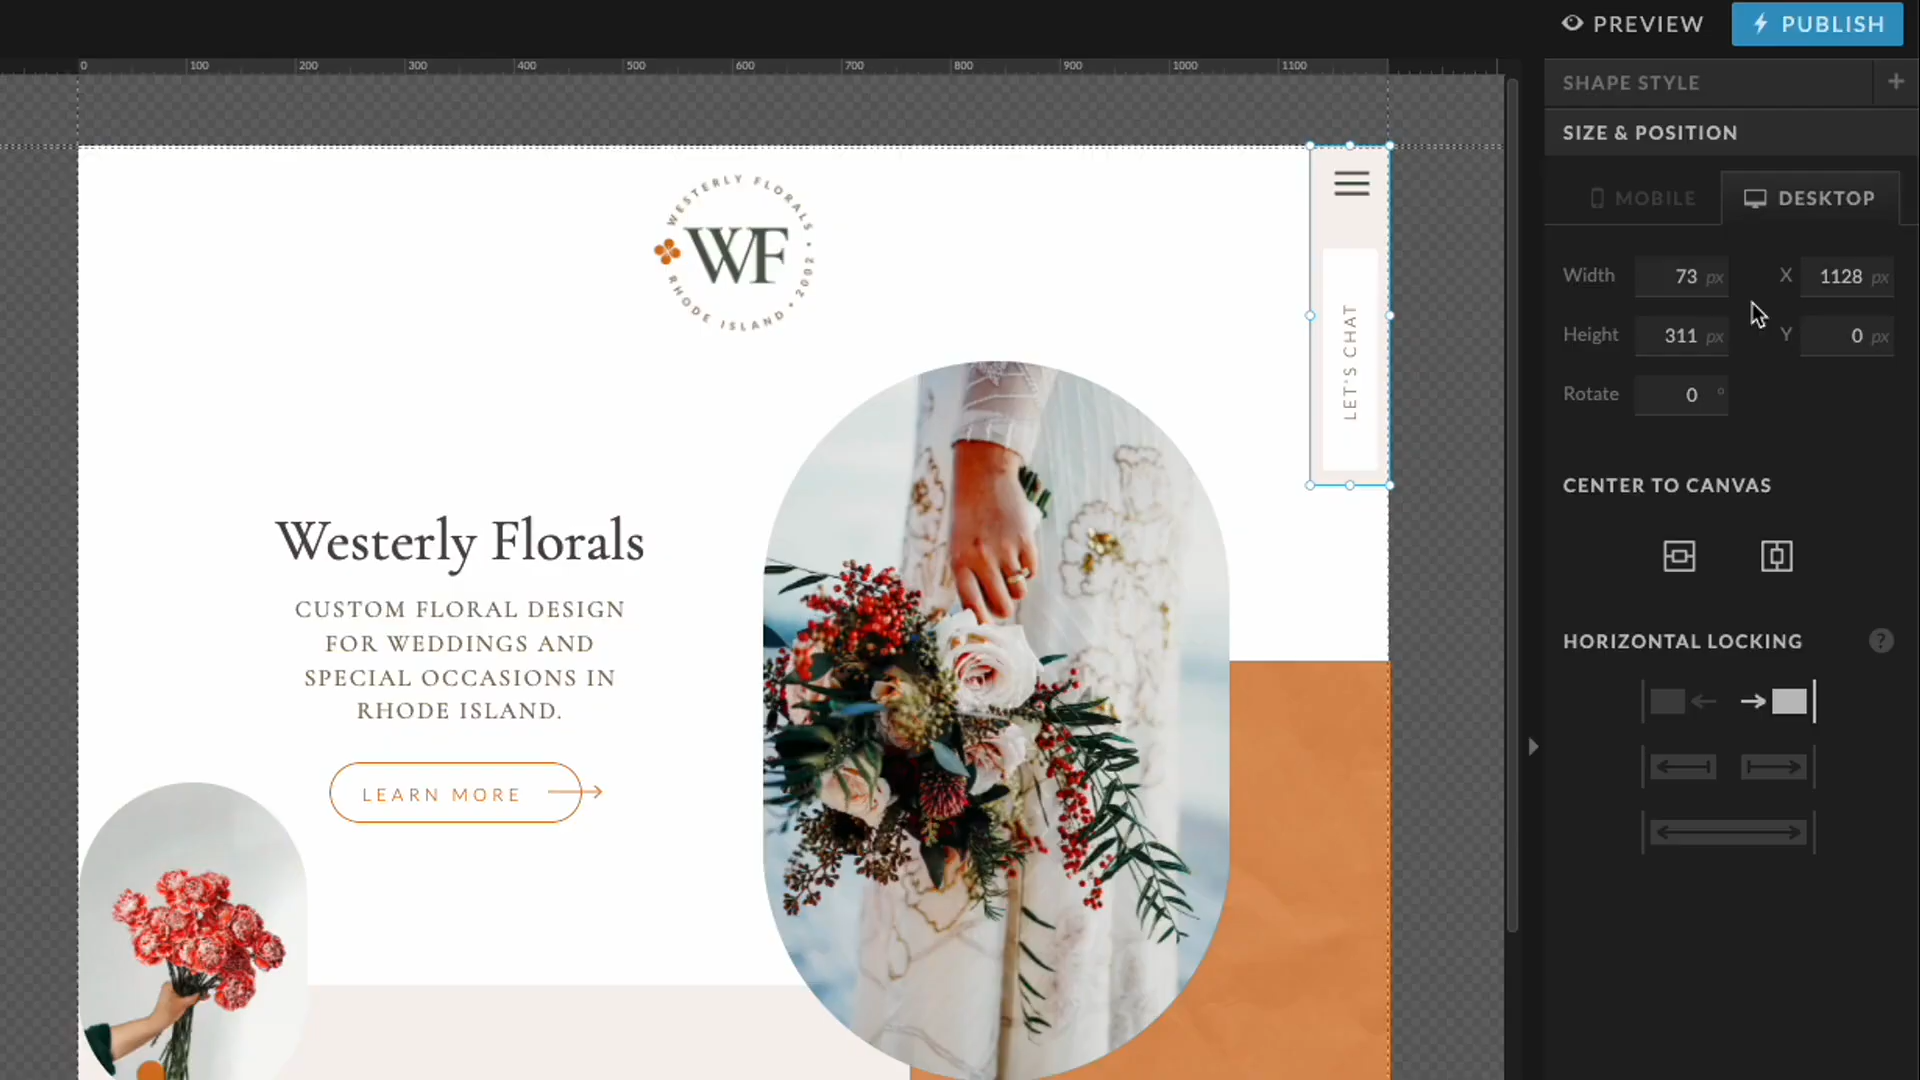 PREVIEW
PUBLISH
0 100 200 300 400 500 600 700 800 900 1000 1100
SHAPE STYLE
+
SIZE & POSITION
MOBILE
DESKTOP
Width 73 px X 1128 px
Height 311 px Y 0 px
Rotate 0 °
CENTER TO CANVAS
HORIZONTAL LOCKING ?
WESTERLY FLORALS • 2002 • RHODE ISLAND
WF
LET'S CHAT
Westerly Florals
CUSTOM FLORAL DESIGN
FOR WEDDINGS AND
SPECIAL OCCASIONS IN
RHODE ISLAND.
LEARN MORE